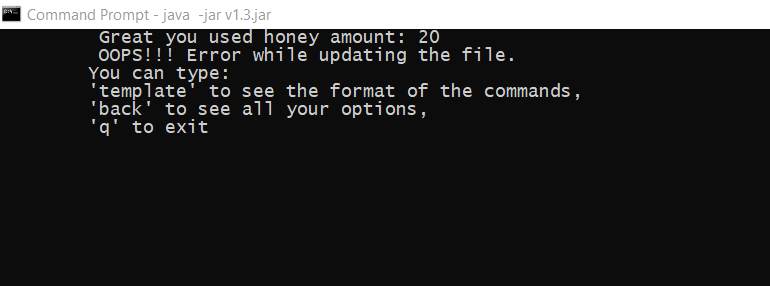 Command Prompt - java -jar v1.3.jar
Great you used honey amount: 20
OOPS!!! Error while updating the file.
You can type:
'template' to see the format of the commands,
'back' to see all your options,
'q' to exit